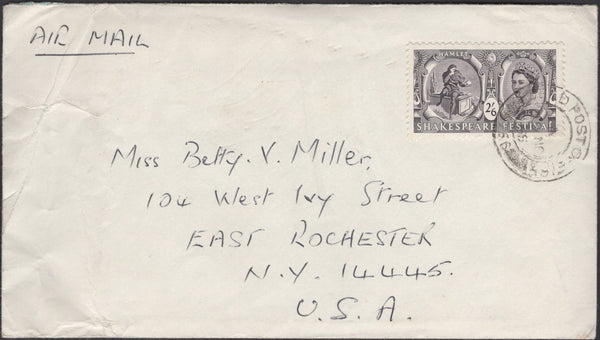 AIR MAIL
HAMLET
2/6
SHAKESPEARE FESTIVAL
Miss Betty. V. Miller,
104 West Ivy Street
EAST ROCHESTER
N.Y. 14445.
U.S.A.